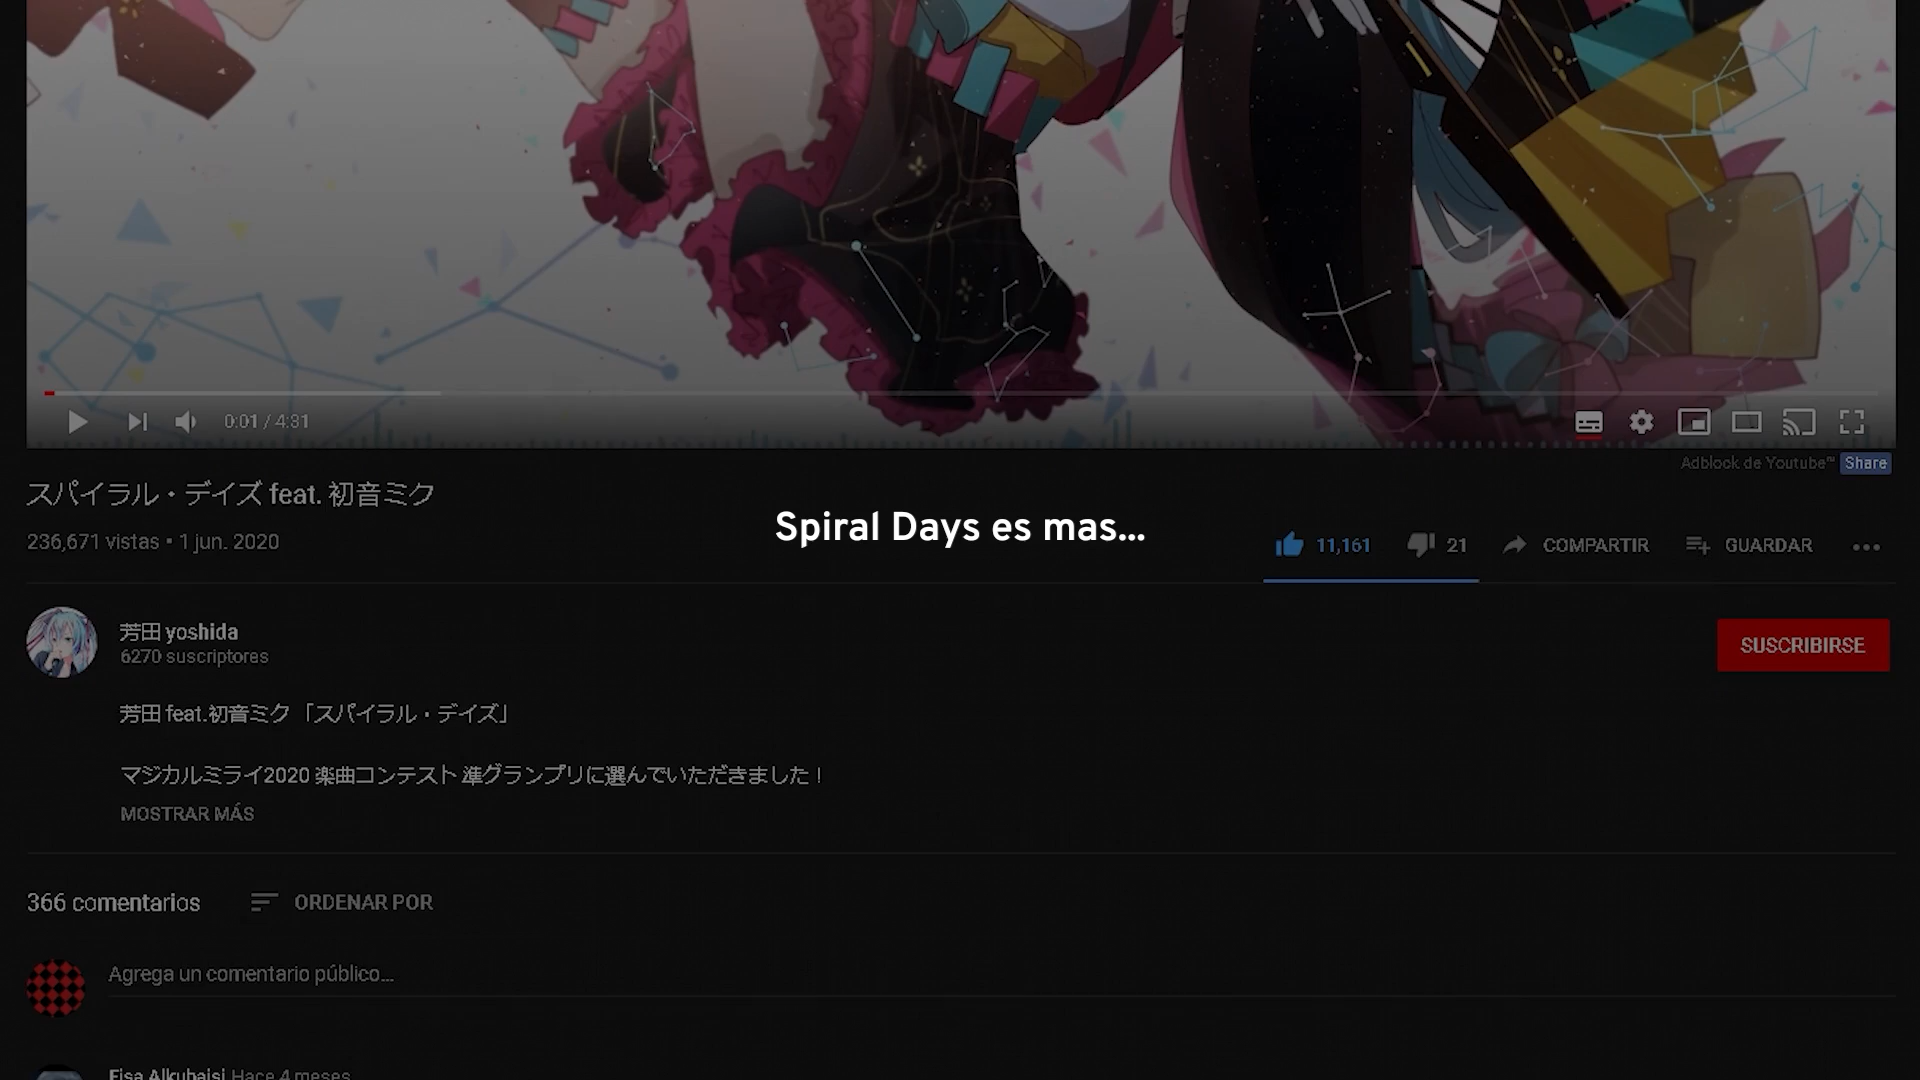 0:01 / 4:31
Adblock de Youtube™ Share
スパイラル・デイズ feat. 初音ミク
Spiral Days es mas...
236,671 vistas • 1 jun. 2020
11,161 21 COMPARTIR GUARDAR
芳田 yoshida
6270 suscriptores
SUSCRIBIRSE
芳田 feat.初音ミク「スパイラル・デイズ」
マジカルミライ2020 楽曲コンテスト 準グランプリに選んでいただきました！
MOSTRAR MÁS
366 comentarios ORDENAR POR
Agrega un comentario público...
Eisa Alkubaisi Hace 4 meses